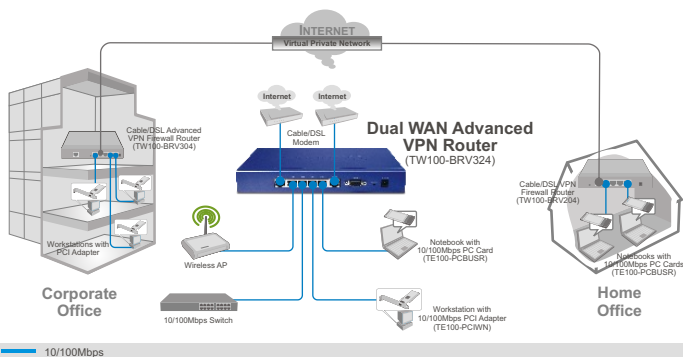 INTERNET
Virtual Private Network
Internet
Internet
Cable/DSL
Modem
Dual WAN Advanced
VPN Router
(TW100-BRV324)
Cable/DSL Advanced
VPN Firewall Router
(TW100-BRV304)
Workstations with
PCI Adapter
Corporate
Office
Wireless AP
10/100Mbps Switch
Notebook with
10/100Mbps PC Card
(TE100-PCBUSR)
Workstation with
10/100Mbps PCI Adapter
(TE100-PCIWN)
Cable/DSL VPN
Firewall Router
(TW100-BRV204)
Notebooks with
10/100Mbps PC Cards
(TE100-PCBUSR)
Home
Office
10/100Mbps